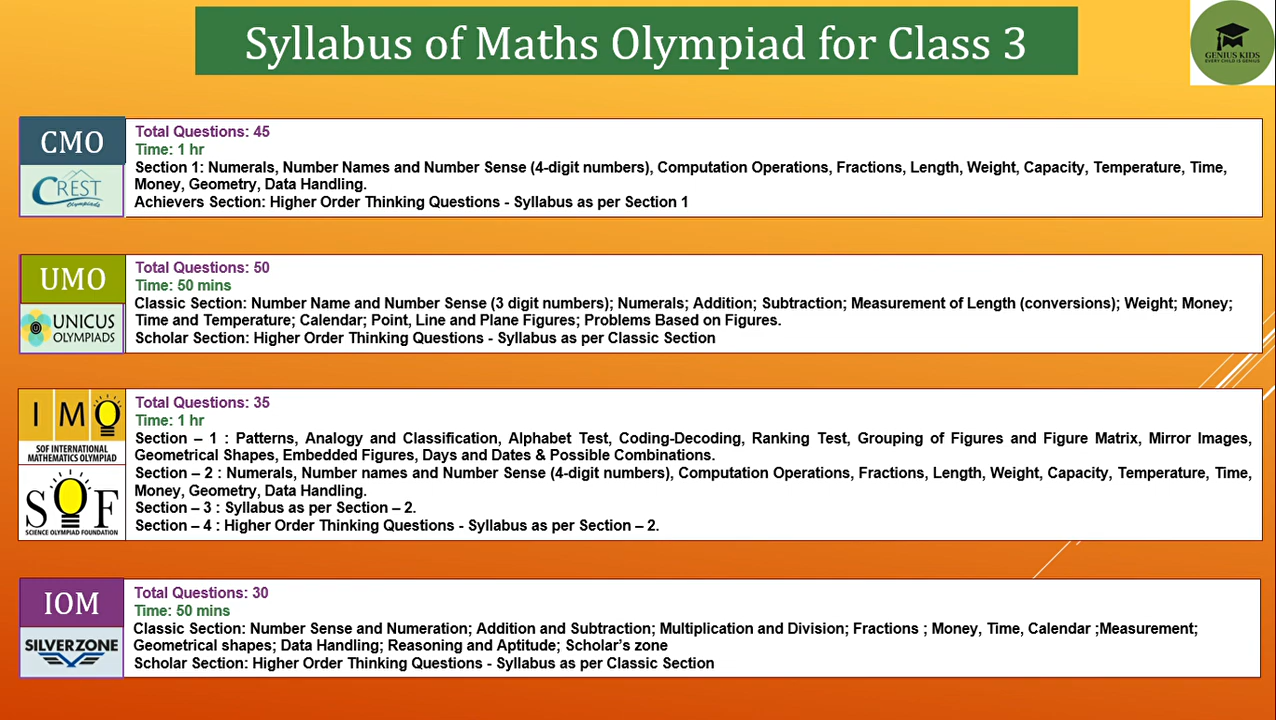 Syllabus of Maths Olympiad for Class 3
GENIUS KIDS
EVERY CHILD IS GENIUS
CMO
CREST
Olympiads
Total Questions: 45
Time: 1 hr
Section 1: Numerals, Number Names and Number Sense (4-digit numbers), Computation Operations, Fractions, Length, Weight, Capacity, Temperature, Time,
Money, Geometry, Data Handling.
Achievers Section: Higher Order Thinking Questions - Syllabus as per Section 1
UMO
UNICUS
OLYMPIADS
Total Questions: 50
Time: 50 mins
Classic Section: Number Name and Number Sense (3 digit numbers); Numerals; Addition; Subtraction; Measurement of Length (conversions); Weight; Money;
Time and Temperature; Calendar; Point, Line and Plane Figures; Problems Based on Figures.
Scholar Section: Higher Order Thinking Questions - Syllabus as per Classic Section
IMO
SOF INTERNATIONAL
MATHEMATICS OLYMPIAD
SOF
SCIENCE OLYMPIAD FOUNDATION
Total Questions: 35
Time: 1 hr
Section – 1 : Patterns, Analogy and Classification, Alphabet Test, Coding-Decoding, Ranking Test, Grouping of Figures and Figure Matrix, Mirror Images,
Geometrical Shapes, Embedded Figures, Days and Dates & Possible Combinations.
Section – 2 : Numerals, Number names and Number Sense (4-digit numbers), Computation Operations, Fractions, Length, Weight, Capacity, Temperature, Time,
Money, Geometry, Data Handling.
Section – 3 : Syllabus as per Section – 2.
Section – 4 : Higher Order Thinking Questions - Syllabus as per Section – 2.
IOM
SILVERZONE
Total Questions: 30
Time: 50 mins
Classic Section: Number Sense and Numeration; Addition and Subtraction; Multiplication and Division; Fractions ; Money, Time, Calendar ;Measurement;
Geometrical shapes; Data Handling; Reasoning and Aptitude; Scholar's zone
Scholar Section: Higher Order Thinking Questions - Syllabus as per Classic Section